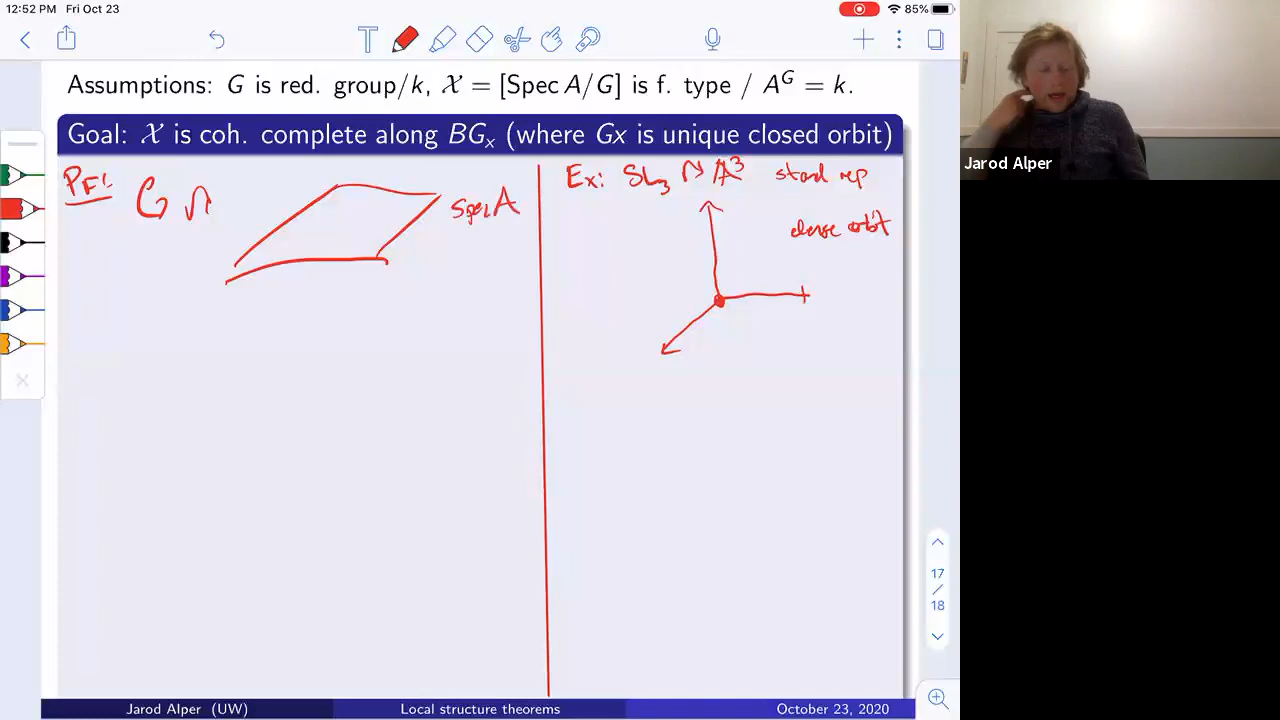 12:52 PM Fri Oct 23
85%
Assumptions: G is red. group/k, 𝒳 = [Spec A/G] is f. type / A^G = k.
Goal: 𝒳 is coh. complete along BG_x (where Gx is unique closed orbit)
Pf:
G
Spec A
Ex: SL_3 ↷ 𝔸^3 stand rep
dense orbit
Jarod Alper
17
/
18
Jarod Alper (UW)
Local structure theorems
October 23, 2020